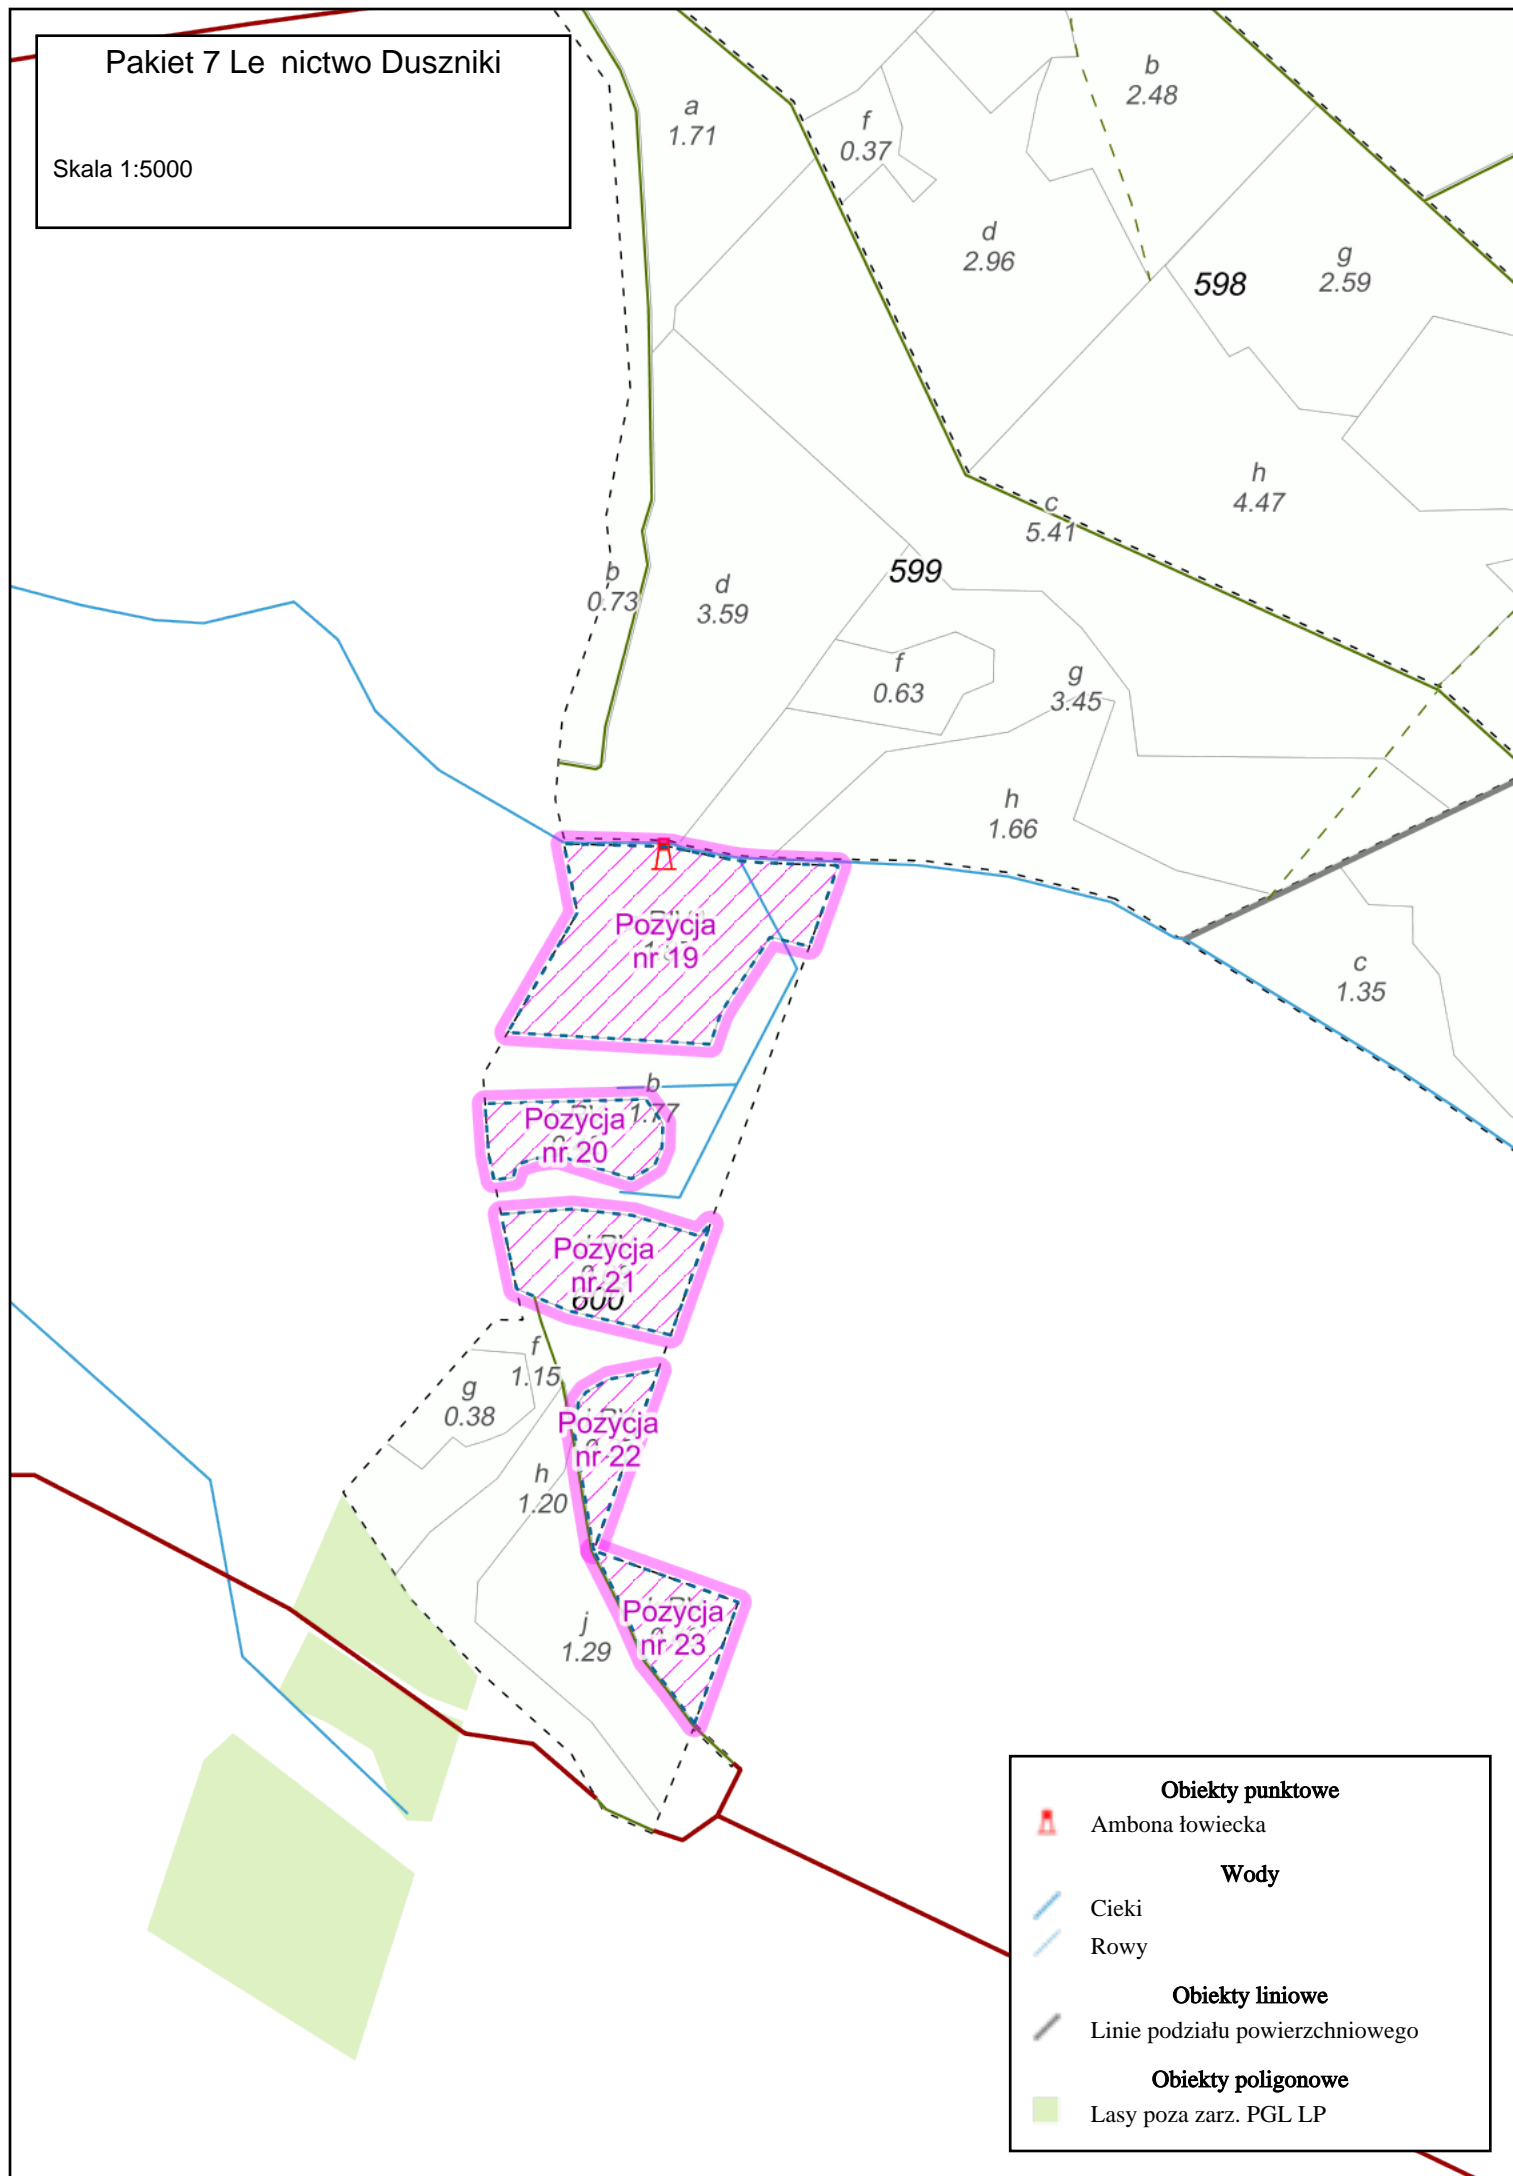 Pakiet 7 Le nictwo Duszniki
Skala 1:5000
a
1.71
f
0.37
b
2.48
d
2.96
598
g
2.59
h
4.47
c
5.41
599
b
0.73
d
3.59
f
0.63
g
3.45
h
1.66
c
1.35
Pozycja
nr 19
b
1.77
Pozycja
nr 20
Pozycja
nr 21
600
f
1.15
g
0.38
Pozycja
nr 22
h
1.20
j
1.29
Pozycja
nr 23
Obiekty punktowe
Ambona łowiecka
Wody
Cieki
Rowy
Obiekty liniowe
Linie podziału powierzchniowego
Obiekty poligonowe
Lasy poza zarz. PGL LP